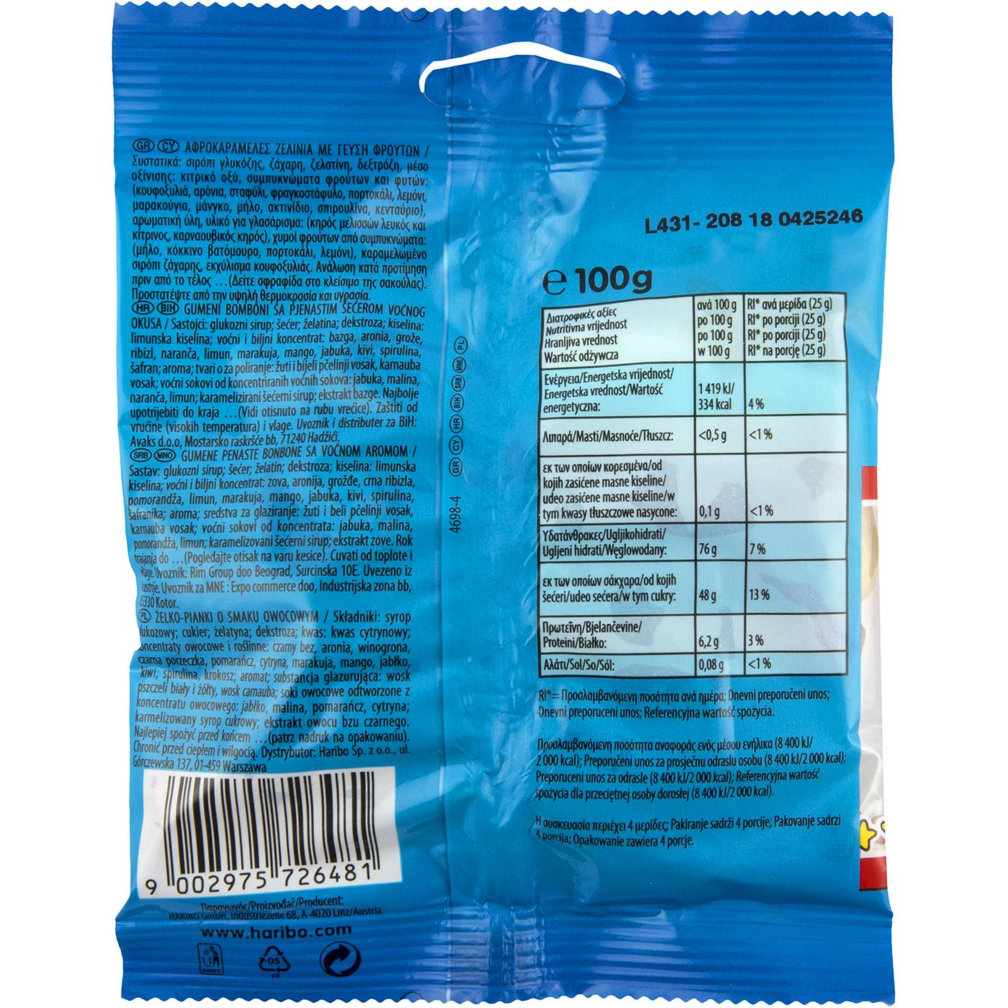 GR CY ΑΦΡΟΚΑΡΑΜΕΛΕΣ ΖΕΛΙΝΙΑ ΜΕ ΓΕΥΣΗ ΦΡΟΥΤΩΝ /
Συστατικά: σιρόπι γλυκόζης, ζάχαρη, ζελατίνη, δεξτρόζη, μέσο
οξίνισης: κιτρικό οξύ, συμπυκνώματα φρούτων και φυτών:
(κουφοξυλιά, αρόνια, σταφύλι, φραγκοστάφυλο, πορτοκάλι, λεμόνι,
μαρακούγια, μάνγκο, μήλο, ακτινίδιο, σπιρουλίνα, κενταύριο),
αρωματική ύλη, υλικό για γλασάρισμα: (κηρός μελισσών λευκός και
κίτρινος, καρναουβικός κηρός), χυμοί φρούτων από συμπυκνώματα:
(μήλο, κόκκινο βατόμουρο, πορτοκάλι, λεμόνι), καραμελωμένο
σιρόπι ζάχαρης, εκχύλισμα κουφοξυλιάς. Ανάλωση κατά προτίμηση
πριν από το τέλος ...(Δείτε σφραγίδα στο κλείσιμο της σακούλας).
Προστατέψτε από την υψηλή θερμοκρασία και υγρασία.
HR BIH GUMENI BOMBONI SA PJENASTIM ŠEĆEROM VOĆNOG
OKUSA / Sastojci: glukozni sirup; šećer; želatina; dekstroza; kiselina:
limunska kiselina; voćni i biljni koncentrat: bazga, aronia, grože,
ribizl, naranča, limun, marakuja, mango, jabuka, kivi, spirulina,
šafran; aroma; tvari o za poliranje: žuti i bijeli pčelinji vosak, karnauba
vosak; voćni sokovi od koncentriranih voćnih sokova: jabuka, malina,
naranča, limun; karamelizirani šećerni sirup; ekstrakt bazge. Najbolje
upotrijebiti do kraja ...(Vidi otisnuto na rubu vrećice). Zaštiti od
vrućine (visokih temperatura) i vlage. Uvoznik i distributer za BiH:
Avaks d.o.o, Mostarsko raskršće bb, 71240 Hadžići.
SRB MNO GUMENE PENASTE BONBONE SA VOĆNOM AROMOM /
Sastav: glukozni sirup; šećer; želatin; dekstroza; kiselina: limunska
kiselina; voćni i biljni koncentrat: zova, aronija, grožđe, crna ribizla,
pomorandža, limun, marakuja, mango, jabuka, kivi, spirulina,
šafranika; aroma; sredstva za glaziranje: žuti i beli pčelinji vosak,
karnauba vosak; voćni sokovi od koncentrata: jabuka, malina,
pomorandža, limun; karamelizovani šećerni sirup; ekstrakt zove. Rok
trajanja do ...(Pogledajte otisak na varu kesice). Čuvati od toplote i
vlage. Uvoznik: Rim Group doo Beograd, Surcinska 10E. Uvezeno iz
Austrije. Uvoznik za MNE : Expo commerce doo, Industrijska zona bb,
85330 Kotor.
PL ŻELKO-PIANKI O SMAKU OWOCOWYM / Składniki: syrop
glukozowy; cukier; żelatyna; dekstroza; kwas: kwas cytrynowy;
koncentraty owocowe i roślinne: czarny bez, aronia, winogrona,
czarna porzeczka, pomarańcz, cytryna, marakuja, mango, jabłko,
kiwi, spirulina, krokosz; aromat; substancja glazurująca: wosk
pszczeli biały i żółty, wosk carnauba; soki owocowe odtworzone z
koncentratu owocowego: jabłko, malina, pomarańcz, cytryna;
karmelizowany syrop cukrowy; ekstrakt owocu bzu czarnego.
Najlepiej spożyć przed końcem ...(patrz nadruk na opakowaniu).
Chronić przed ciepłem i wilgocią. Dystrybutor: Haribo Sp. z o.o., ul.
Górczewska 137, 01-459 Warszawa
9 002975 726481
Παραγωγός/Proizvođač/Producent:
HARIBO GmbH, Industriezeile 68, A-4020 Linz/Austria
www.haribo.com
05
PP
4698-4 GR CY HR BIH SRB MNE PL
L431- 208 18 0425246
e 100g
Διατροφικές αξίες ανά 100 g RI* ανά μερίδα (25 g)
Nutritivna vrijednost po 100 g RI* po porciji (25 g)
Hranljiva vrednost po 100 g RI* po porciji (25 g)
Wartość odżywcza w 100 g RI* na porcję (25 g)
Ενέργεια/Energetska vrijednost/
Energetska vrednost/Wartość 1 419 kJ/
energetyczna: 334 kcal 4 %
Λιπαρά/Masti/Masnoće/Tłuszcz: <0,5 g <1 %
εκ των οποίων κορεσμένα/od
kojih zasićene masne kiseline/
udeo zasićene masne kiseline/w
tym kwasy tłuszczowe nasycone: 0,1 g <1 %
Υδατάνθρακες/Ugljikohidrati/
Ugljeni hidrati/Węglowodany: 76 g 7 %
εκ των οποίων σάκχαρα/od kojih
šećeri/udeo sećera/w tym cukry: 48 g 13 %
Πρωτεΐνη/Bjelančevine/
Proteini/Białko: 6,2 g 3 %
Αλάτι/Sol/So/Sól: 0,08 g <1 %
RI*= Προσλαμβανόμενη ποσότητα ανά ημέρα; Dnevni preporučeni unos;
Dnevni preporuceni unos; Referencyjna wartość spożycia.
Προσλαμβανόμενη ποσότητα αναφοράς ενός μέσου ενήλικα (8 400 kJ/
2 000 kcal); Preporučeni unos za prosječnu odraslu osobu (8 400 kJ/2 000 kcal);
Preporuceni unos za odrasle (8 400 kJ/2 000 kcal); Referencyjna wartość
spożycia dla przeciętnej osoby dorosłej (8 400 kJ/2 000 kcal).
Η συσκευασία περιέχει 4 μερίδες; Pakiranje sadrži 4 porcije; Pakovanje sadrzi
4 porcija; Opakowanie zawiera 4 porcje.